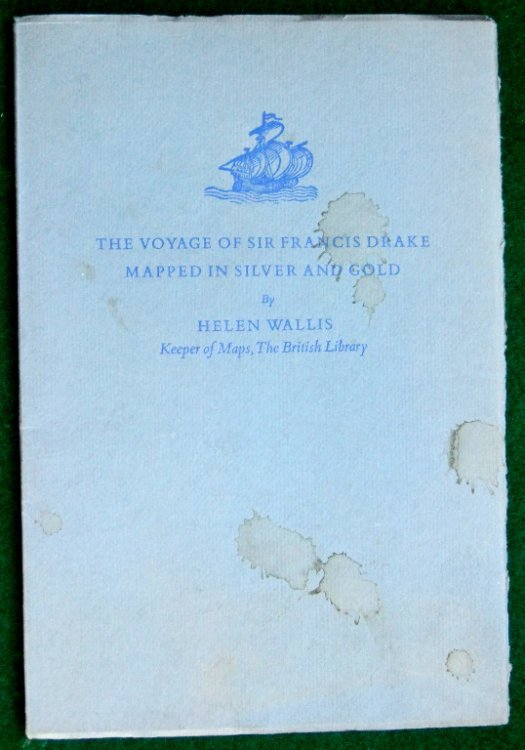 THE VOYAGE OF SIR FRANCIS DRAKE
MAPPED IN SILVER AND GOLD
By
HELEN WALLIS
Keeper of Maps, The British Library